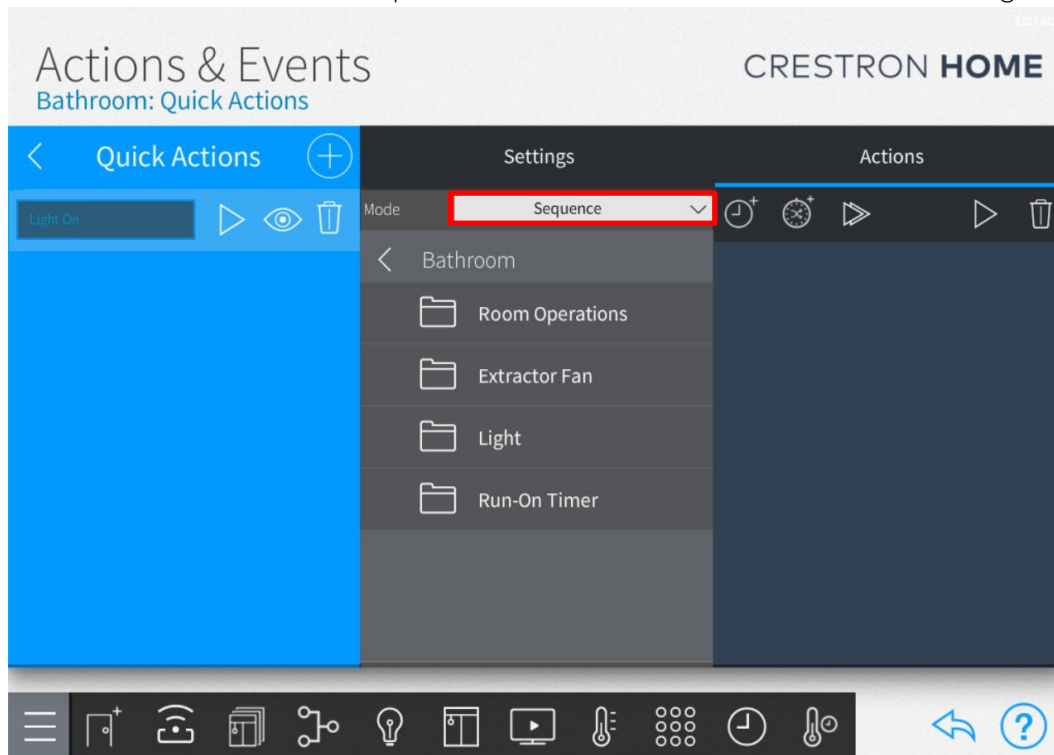 Actions & Events
CRESTRON HOME
Bathroom: Quick Actions
Quick Actions
Settings
Actions
Light On
Mode
Sequence
Bathroom
Room Operations
Extractor Fan
Light
Run-On Timer
?